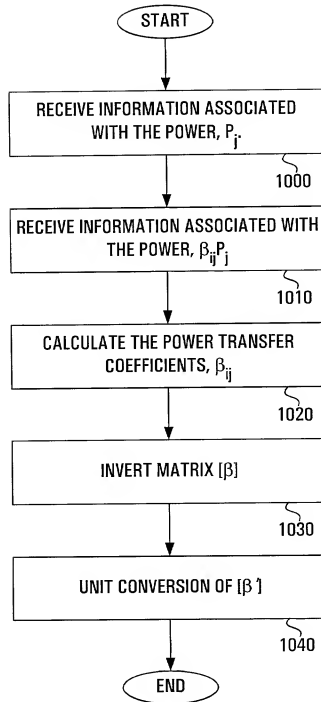 START
RECEIVE INFORMATION ASSOCIATED
WITH THE POWER, Pj.
1000
RECEIVE INFORMATION ASSOCIATED WITH
THE POWER, βijPj
1010
CALCULATE THE POWER TRANSFER
COEFFICIENTS, βij
1020
INVERT MATRIX [β]
1030
UNIT CONVERSION OF [β']
1040
END